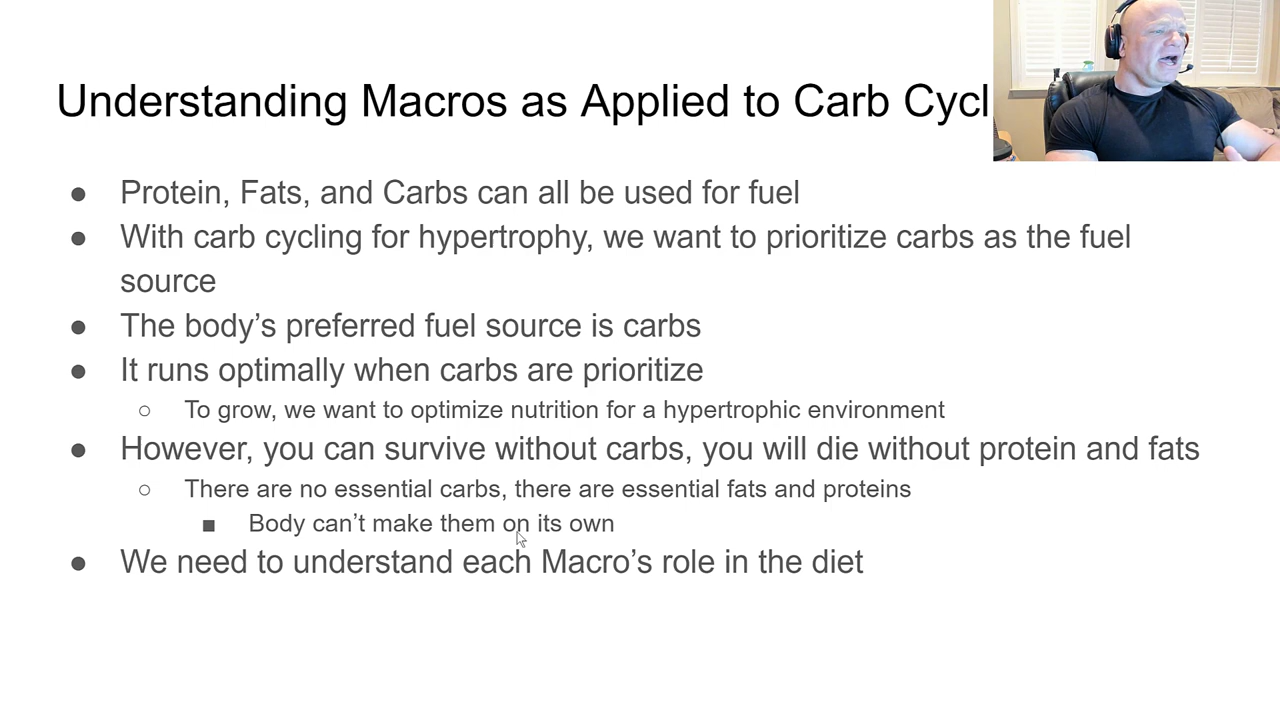 Understanding Macros as Applied to Carb Cycl
● Protein, Fats, and Carbs can all be used for fuel
● With carb cycling for hypertrophy, we want to prioritize carbs as the fuel
source
● The body’s preferred fuel source is carbs
● It runs optimally when carbs are prioritize
○ To grow, we want to optimize nutrition for a hypertrophic environment
● However, you can survive without carbs, you will die without protein and fats
○ There are no essential carbs, there are essential fats and proteins
■ Body can’t make them on its own
● We need to understand each Macro’s role in the diet